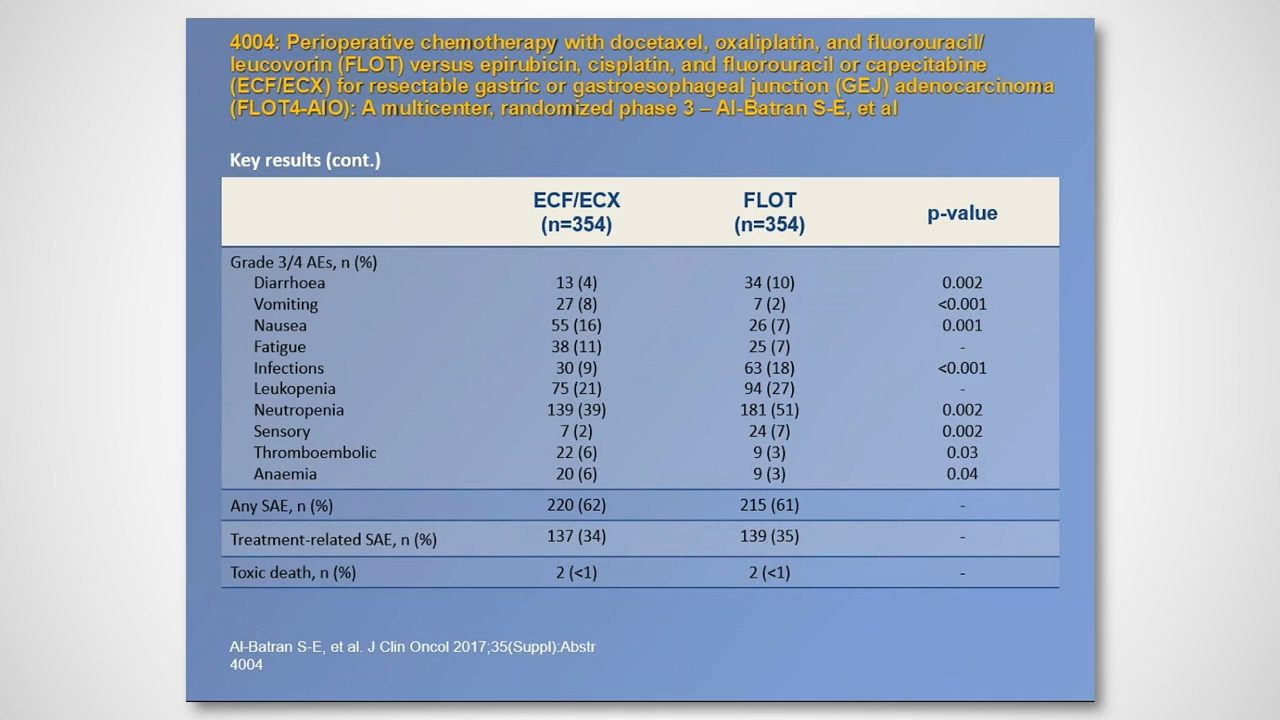 4004: Perioperative chemotherapy with docetaxel, oxaliplatin, and fluorouracil/
leucovorin (FLOT) versus epirubicin, cisplatin, and fluorouracil or capecitabine
(ECF/ECX) for resectable gastric or gastroesophageal junction (GEJ) adenocarcinoma
(FLOT4-AIO): A multicenter, randomized phase 3 – Al-Batran S-E, et al
Key results (cont.)
ECF/ECX (n=354) FLOT (n=354) p-value
Grade 3/4 AEs, n (%)
Diarrhoea 13 (4) 34 (10) 0.002
Vomiting 27 (8) 7 (2) <0.001
Nausea 55 (16) 26 (7) 0.001
Fatigue 38 (11) 25 (7) -
Infections 30 (9) 63 (18) <0.001
Leukopenia 75 (21) 94 (27) -
Neutropenia 139 (39) 181 (51) 0.002
Sensory 7 (2) 24 (7) 0.002
Thromboembolic 22 (6) 9 (3) 0.03
Anaemia 20 (6) 9 (3) 0.04
Any SAE, n (%) 220 (62) 215 (61) -
Treatment-related SAE, n (%) 137 (34) 139 (35) -
Toxic death, n (%) 2 (<1) 2 (<1) -
Al-Batran S-E, et al. J Clin Oncol 2017;35(Suppl):Abstr
4004